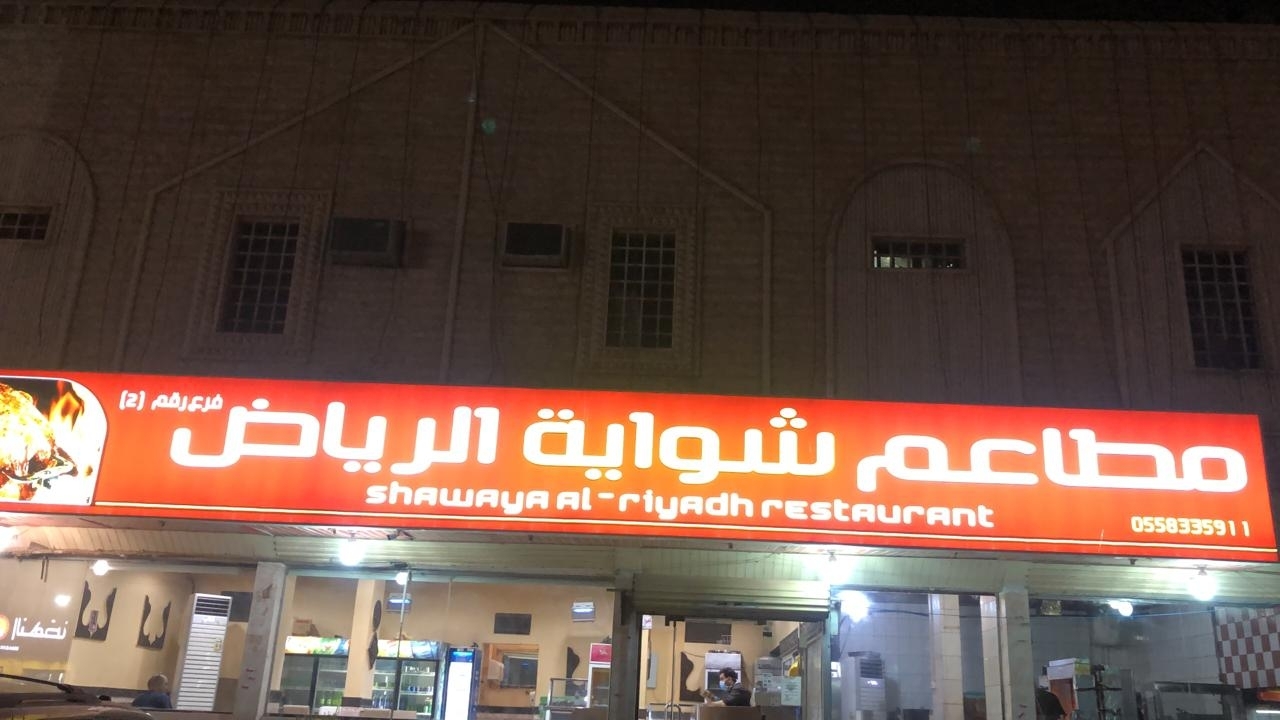 مطاعم شواية الرياض
فرع رقم (2)
shawaya al-riyadh restaurant
0558335911